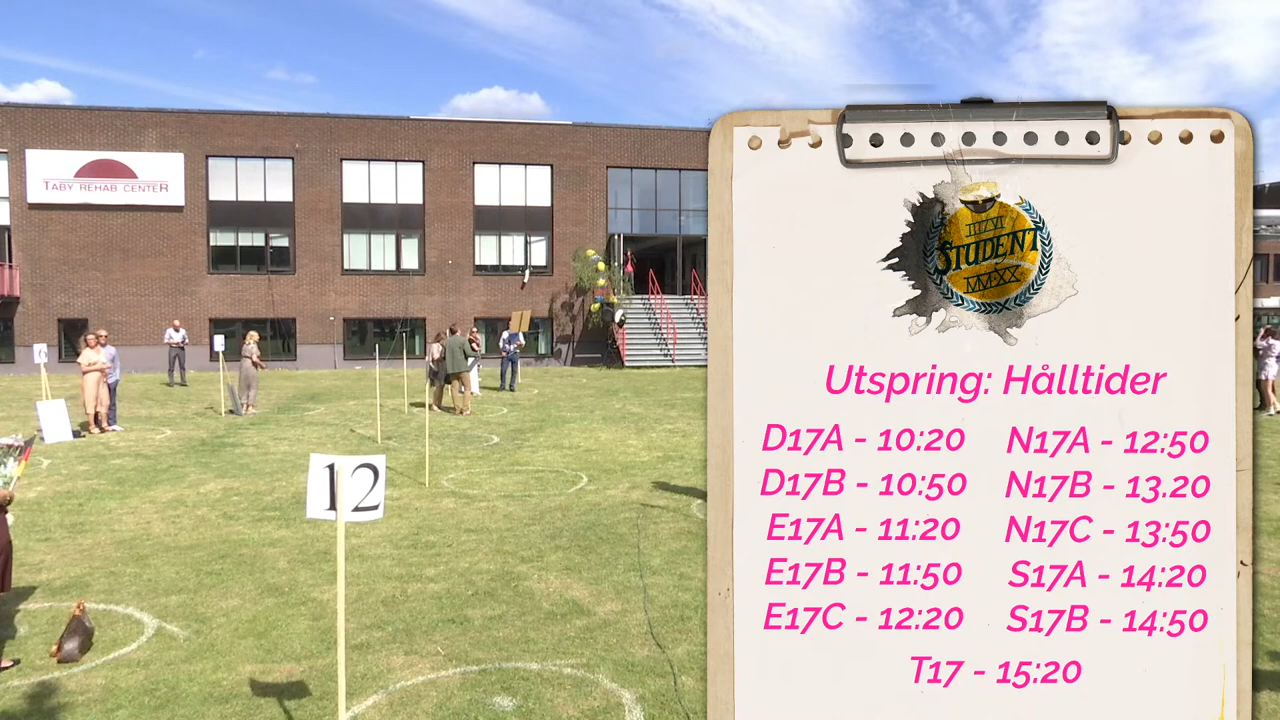 TABY REHAB CENTER
12
STUDENT
MMXX
Utspring: Hålltider
D17A - 10:20
D17B - 10:50
E17A - 11:20
E17B - 11:50
E17C - 12:20
N17A - 12:50
N17B - 13.20
N17C - 13:50
S17A - 14:20
S17B - 14:50
T17 - 15:20